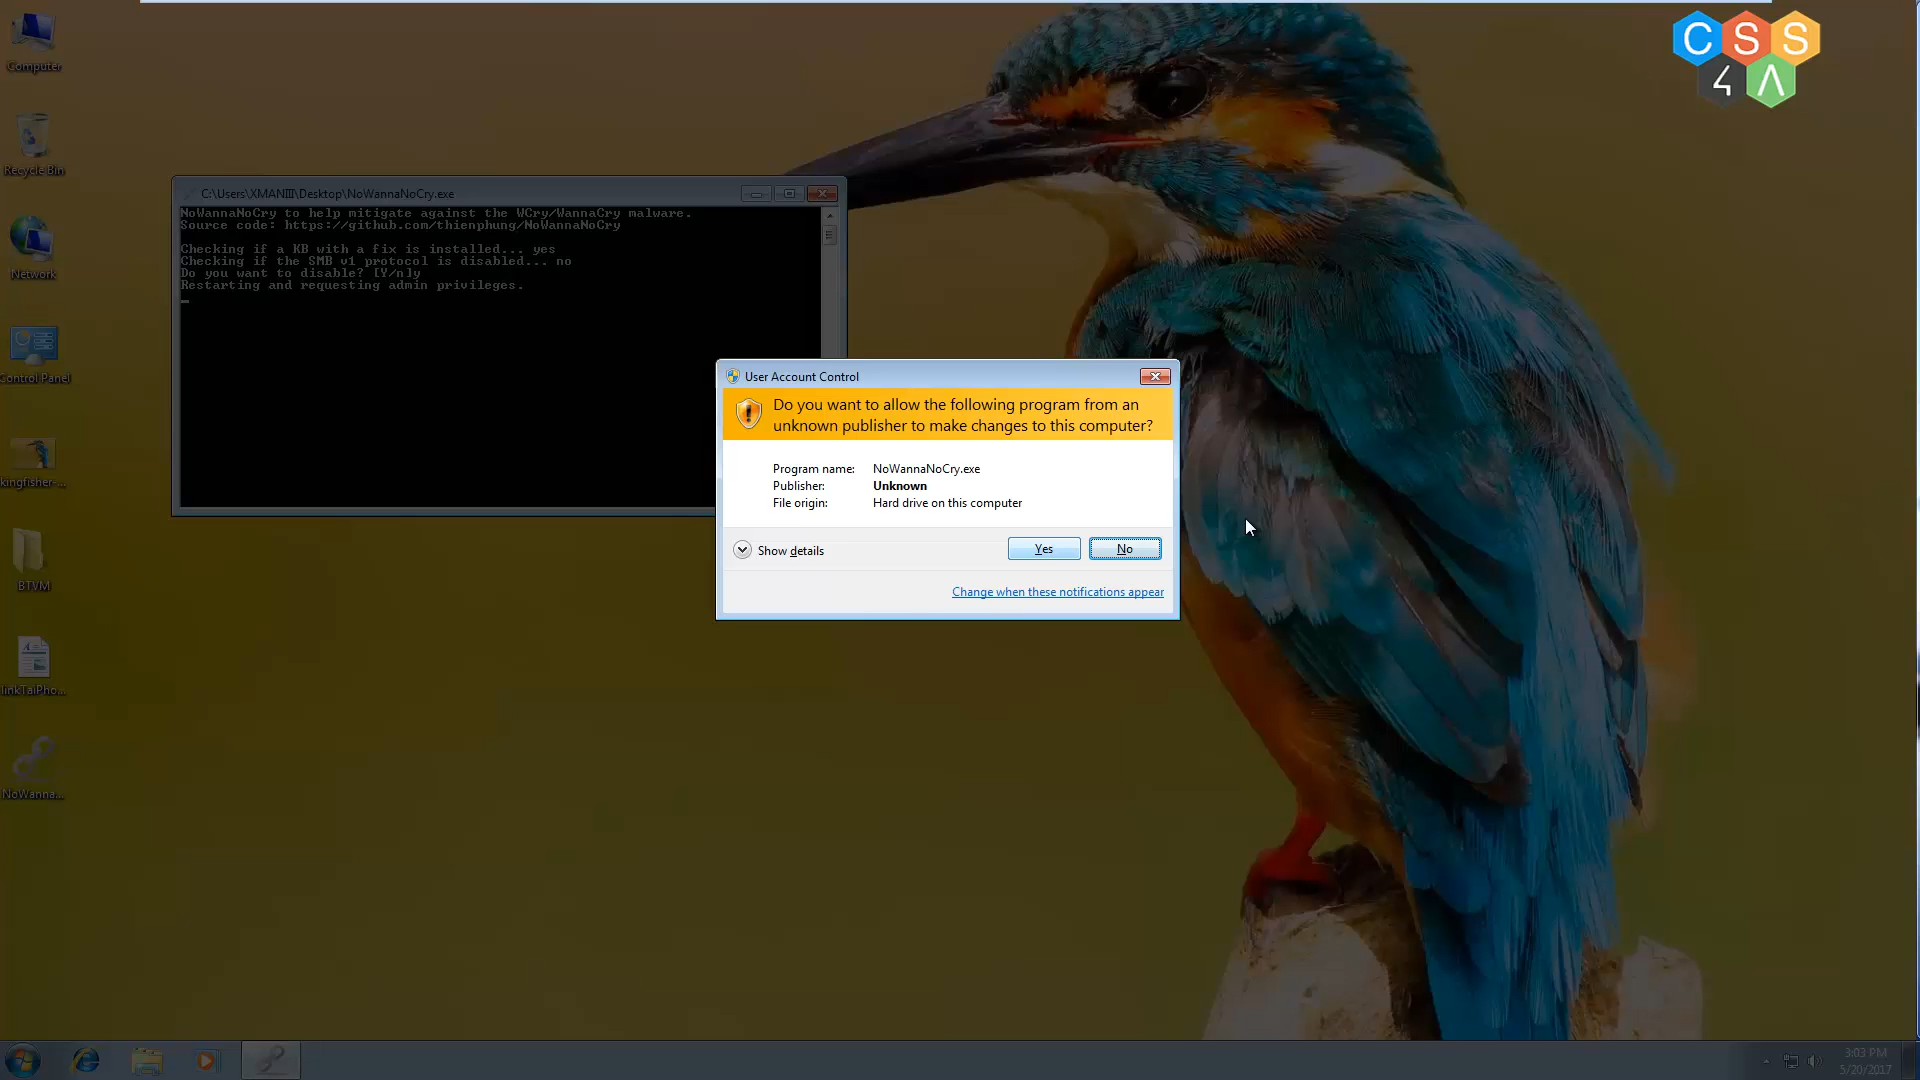 CSS
4Λ
Computer
Recycle Bin
Network
Control Panel
kingfisher-...
BTVM
linkTaiPho...
NoWanna...
C:\Users\XMANIII\Desktop\NoWannaNoCry.exe
NoWannaNoCry to help mitigate against the WCry/WannaCry malware.
Source code: https://github.com/thienphung/NoWannaNoCry
Checking if a KB with a fix is installed... yes
Checking if the SMB v1 protocol is disabled... no
Do you want to disable? [Y/n]y
Restarting and requesting admin privileges.
User Account Control
Do you want to allow the following program from an
unknown publisher to make changes to this computer?
Program name: NoWannaNoCry.exe
Publisher: Unknown
File origin: Hard drive on this computer
Show details
Yes
No
Change when these notifications appear
3:03 PM
5/20/2017